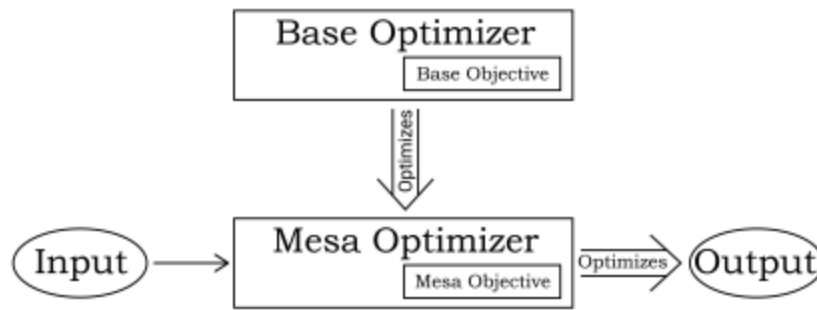 Base Optimizer
Base Objective
Optimizes
Mesa Optimizer
Mesa Objective
Input
Optimizes
Output